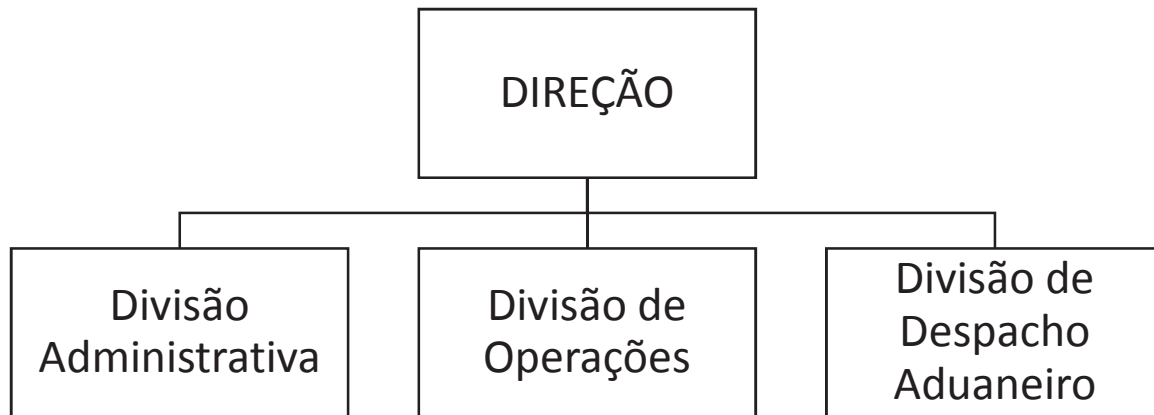 DIREÇÃO
Divisão
Administrativa
Divisão de
Operações
Divisão de
Despacho
Aduaneiro